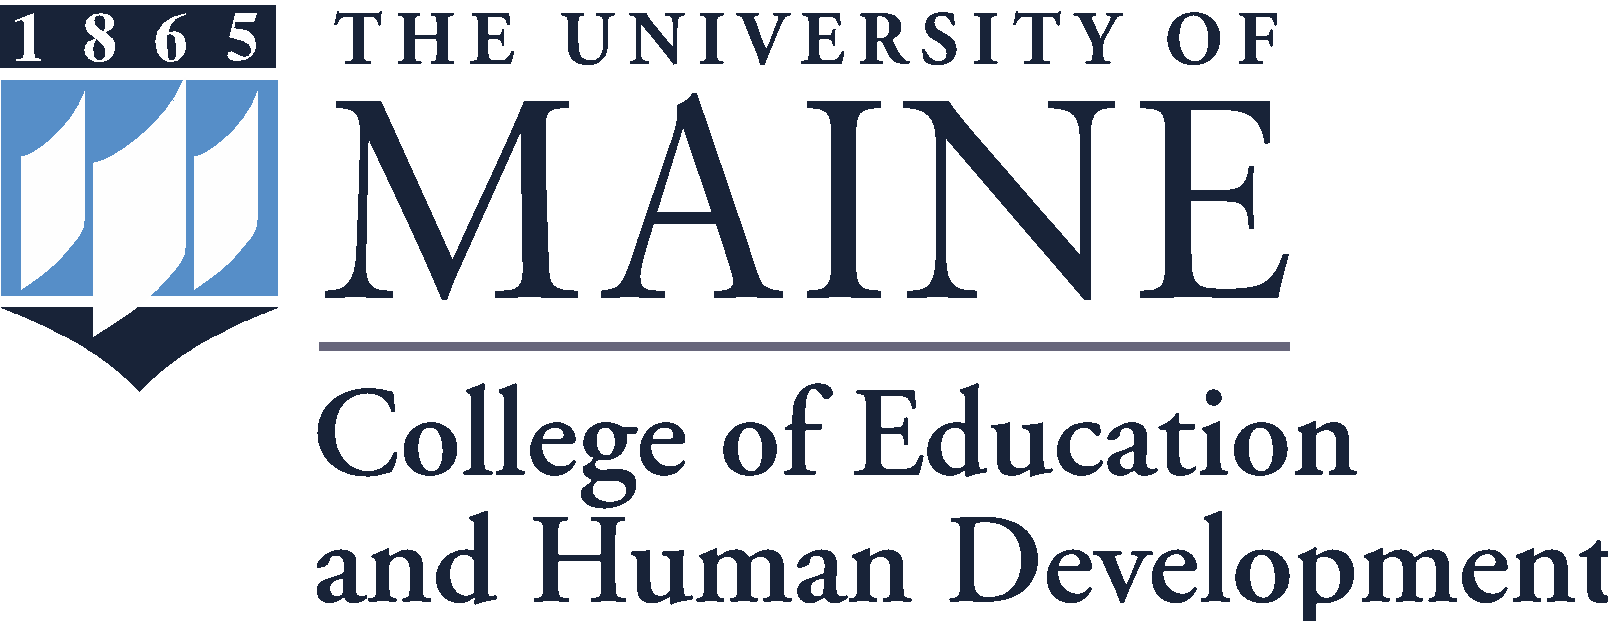 1865
THE UNIVERSITY OF
MAINE
College of Education
and Human Development